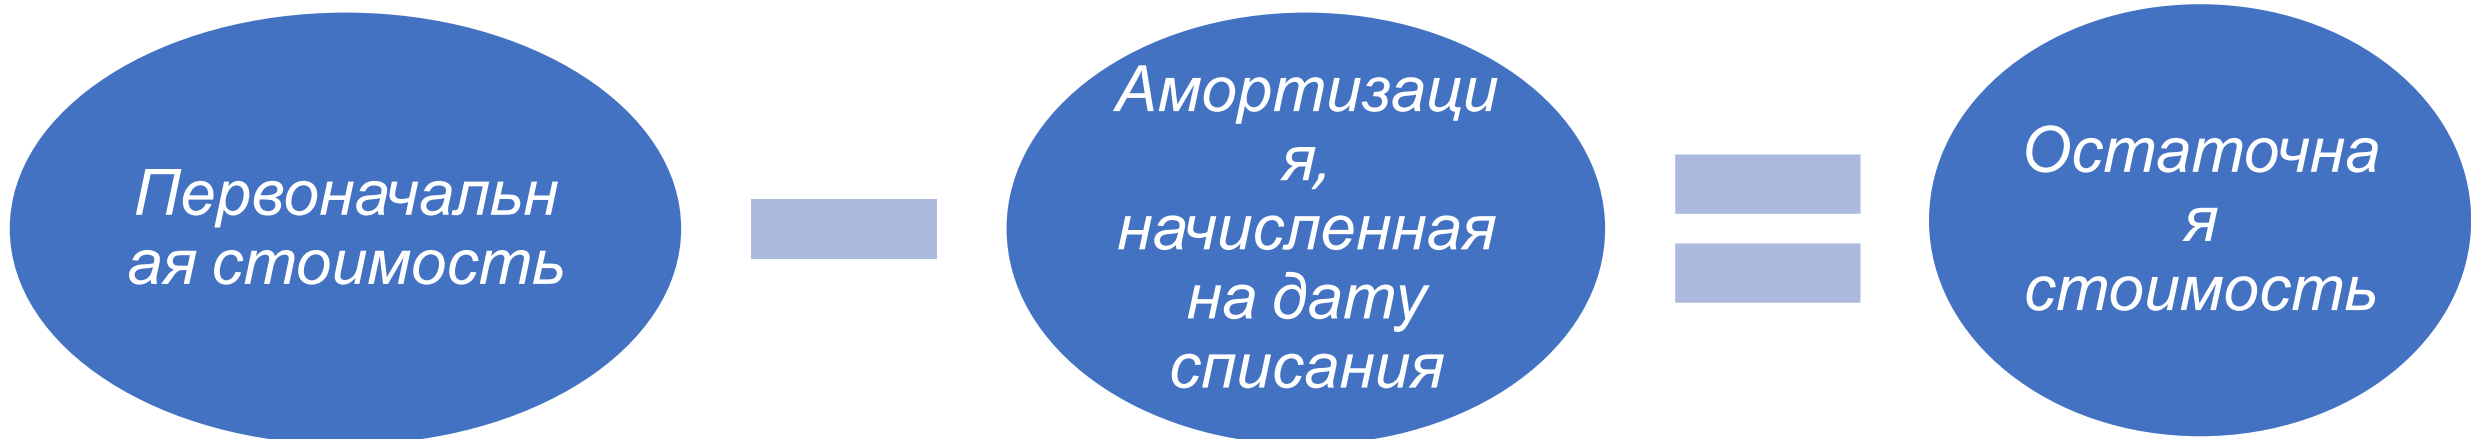 Первоначальн
ая стоимость
Амортизаци
я,
начисленная
на дату
списания
Остаточна
я
стоимость